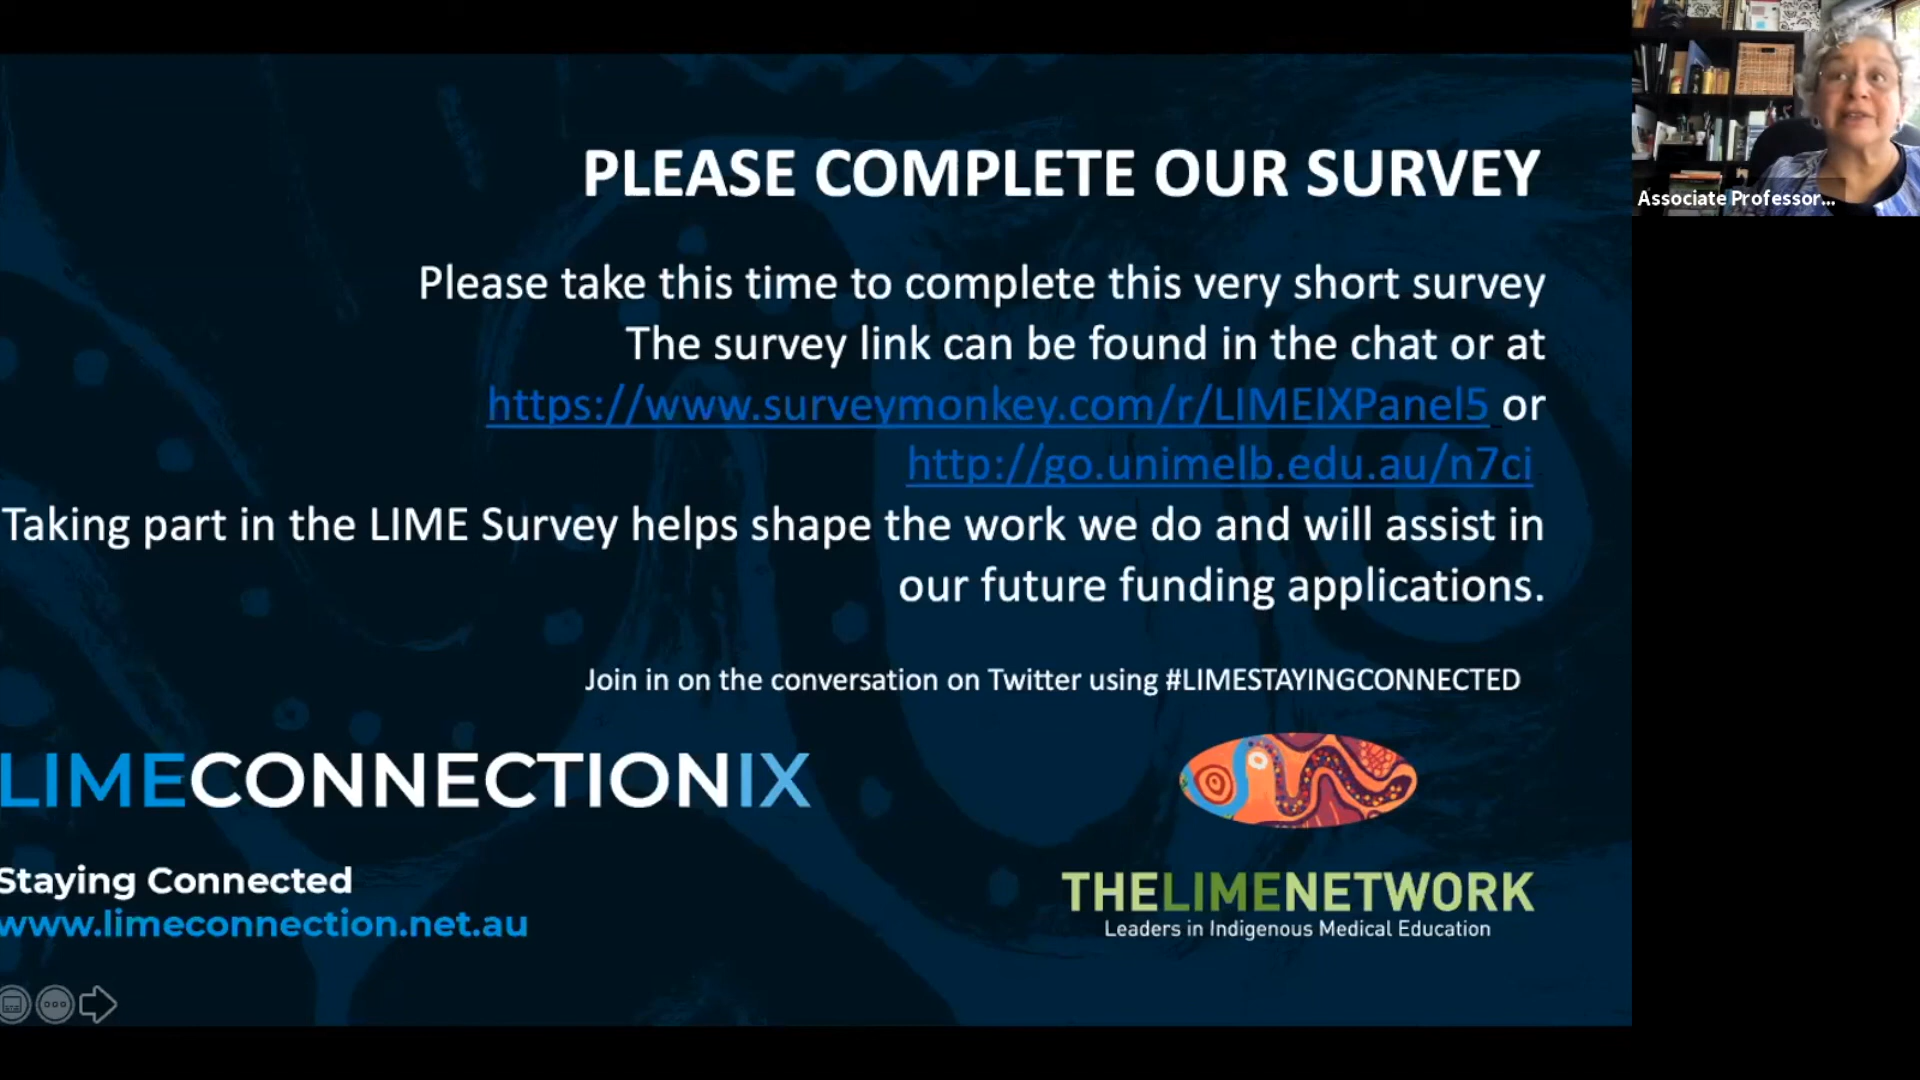 PLEASE COMPLETE OUR SURVEY
Please take this time to complete this very short survey
The survey link can be found in the chat or at
https://www.surveymonkey.com/r/LIMEIXPanel5 or
http://go.unimelb.edu.au/n7ci
Taking part in the LIME Survey helps shape the work we do and will assist in
our future funding applications.
Join in on the conversation on Twitter using #LIMESTAYINGCONNECTED
LIMECONNECTIONIX
Staying Connected
www.limeconnection.net.au
THELIMENETWORK
Leaders in Indigenous Medical Education
Associate Professor...